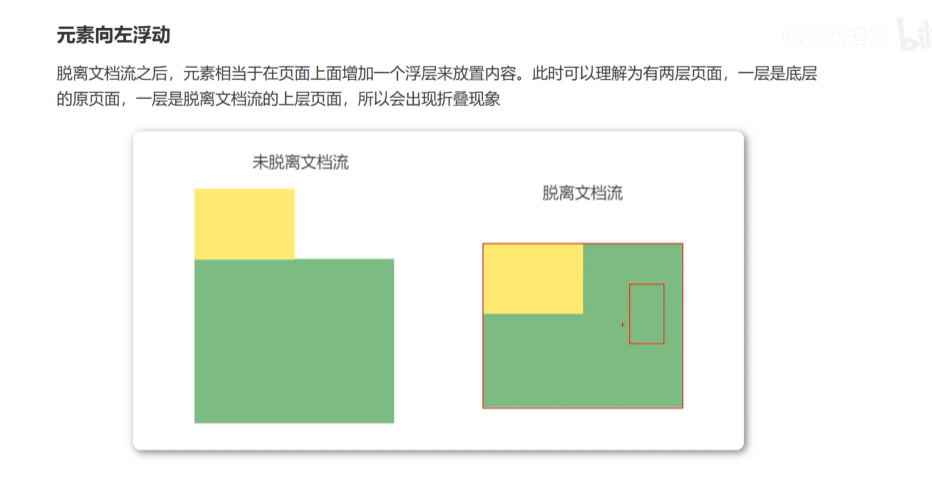 元素向左浮动
脱离文档流之后，元素相当于在页面上面增加一个浮层来放置内容。此时可以理解为有两层页面，一层是底层
的原页面，一层是脱离文档流的上层页面，所以会出现折叠现象
未脱离文档流
脱离文档流